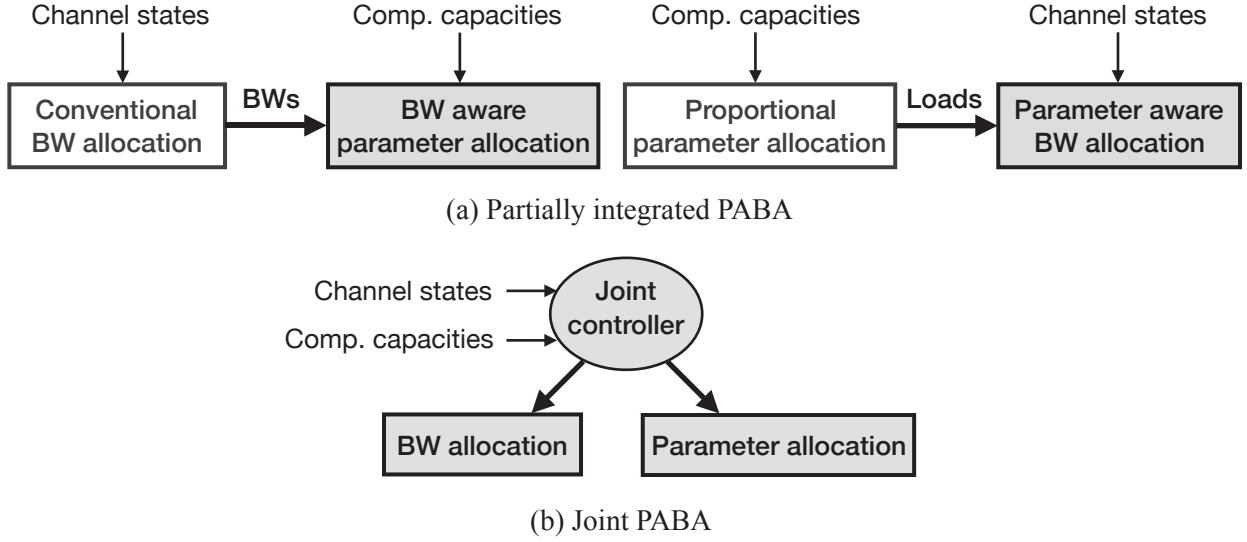 Channel states
Comp. capacities
Comp. capacities
Channel states
Conventional
BW allocation
BWs
BW aware
parameter allocation
Proportional
parameter allocation
Loads
Parameter aware
BW allocation
(a) Partially integrated PABA
Channel states
Comp. capacities
Joint
controller
BW allocation
Parameter allocation
(b) Joint PABA